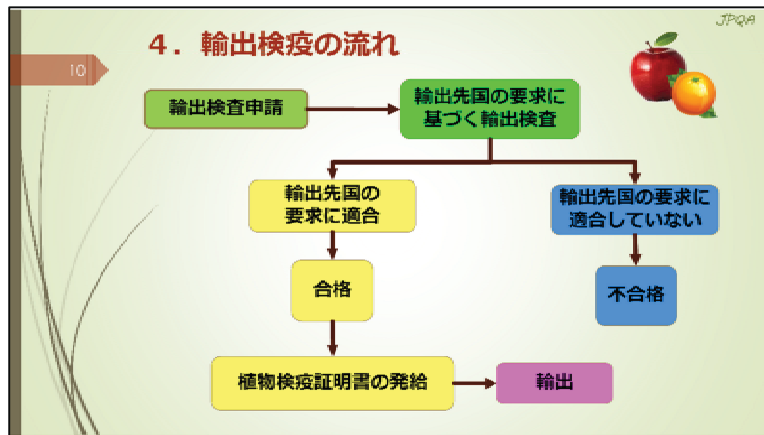 JPQA
4．輸出検疫の流れ
10
輸出検査申請
輸出先国の要求に
基づく輸出検査
輸出先国の
要求に適合
輸出先国の要求に
適合していない
合格
不合格
植物検疫証明書の発給
輸出